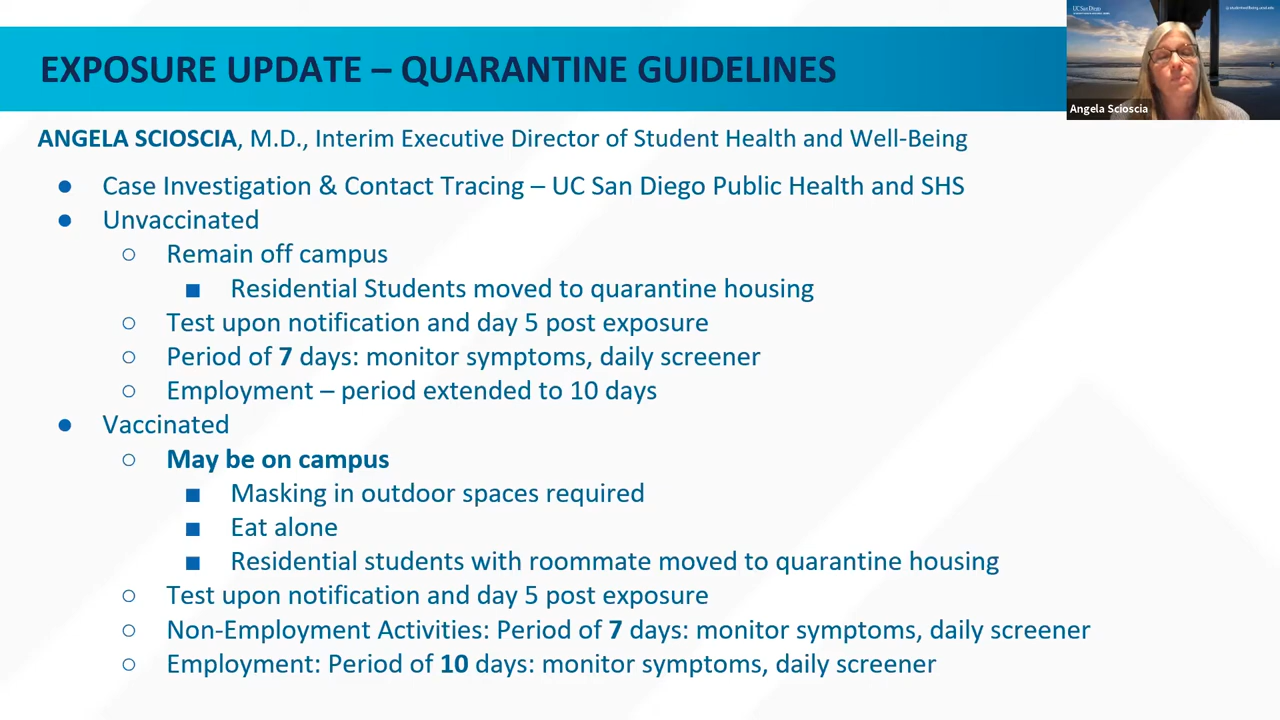 UC San Diego
EXPOSURE UPDATE – QUARANTINE GUIDELINES
Angela Scioscia
ANGELA SCIOSCIA, M.D., Interim Executive Director of Student Health and Well-Being
● Case Investigation & Contact Tracing – UC San Diego Public Health and SHS
● Unvaccinated
○ Remain off campus
■ Residential Students moved to quarantine housing
○ Test upon notification and day 5 post exposure
○ Period of 7 days: monitor symptoms, daily screener
○ Employment – period extended to 10 days
● Vaccinated
○ May be on campus
■ Masking in outdoor spaces required
■ Eat alone
■ Residential students with roommate moved to quarantine housing
○ Test upon notification and day 5 post exposure
○ Non-Employment Activities: Period of 7 days: monitor symptoms, daily screener
○ Employment: Period of 10 days: monitor symptoms, daily screener